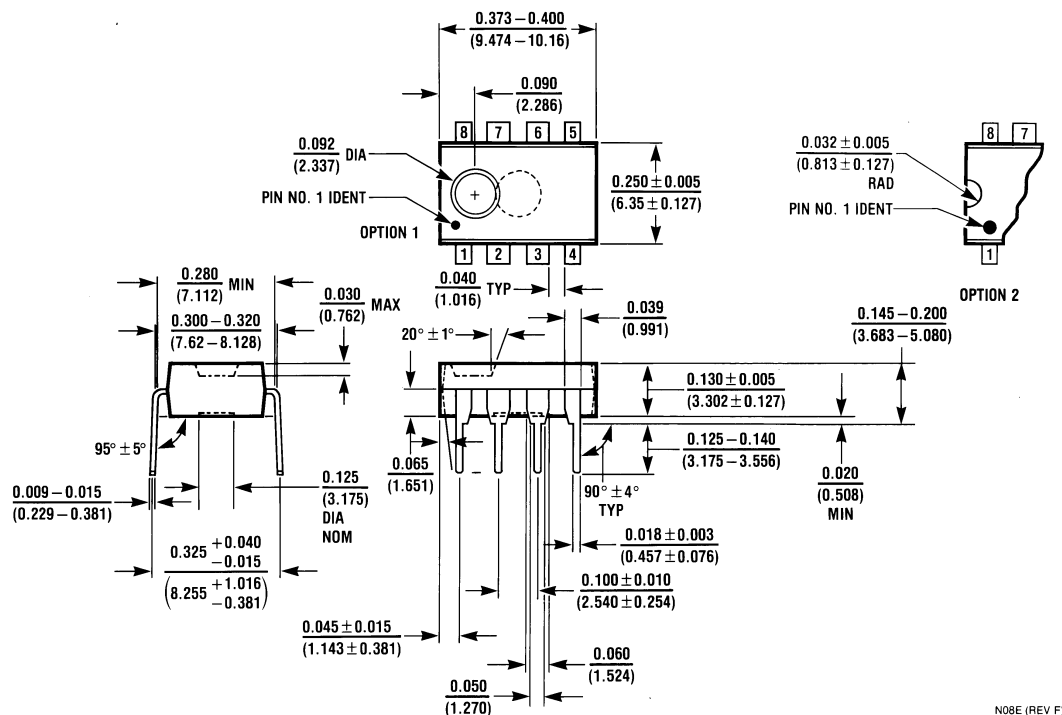 0.373 – 0.400
(9.474 – 10.16)
0.090
(2.286)
8 7 6 5
0.092 DIA
(2.337)
PIN NO. 1 IDENT
OPTION 1
1 2 3 4
0.250 ± 0.005
(6.35 ± 0.127)
8 7
0.032 ± 0.005
(0.813 ± 0.127)
RAD
PIN NO. 1 IDENT
1
OPTION 2
0.280 MIN
(7.112)
0.300 – 0.320
(7.62 – 8.128)
0.030 MAX
(0.762)
0.040 TYP
(1.016)
20° ± 1°
0.039
(0.991)
0.145 – 0.200
(3.683 – 5.080)
0.130 ± 0.005
(3.302 ± 0.127)
95° ± 5°
0.065
(1.651)
0.125 – 0.140
(3.175 – 3.556)
90° ± 4°
TYP
0.020
(0.508)
MIN
0.009 – 0.015
(0.229 – 0.381)
0.125
(3.175)
DIA
NOM
0.018 ± 0.003
(0.457 ± 0.076)
0.325 +0.040
−0.015
(8.255 +1.016
−0.381)
0.100 ± 0.010
(2.540 ± 0.254)
0.045 ± 0.015
(1.143 ± 0.381)
0.060
(1.524)
0.050
(1.270)
N08E (REV F